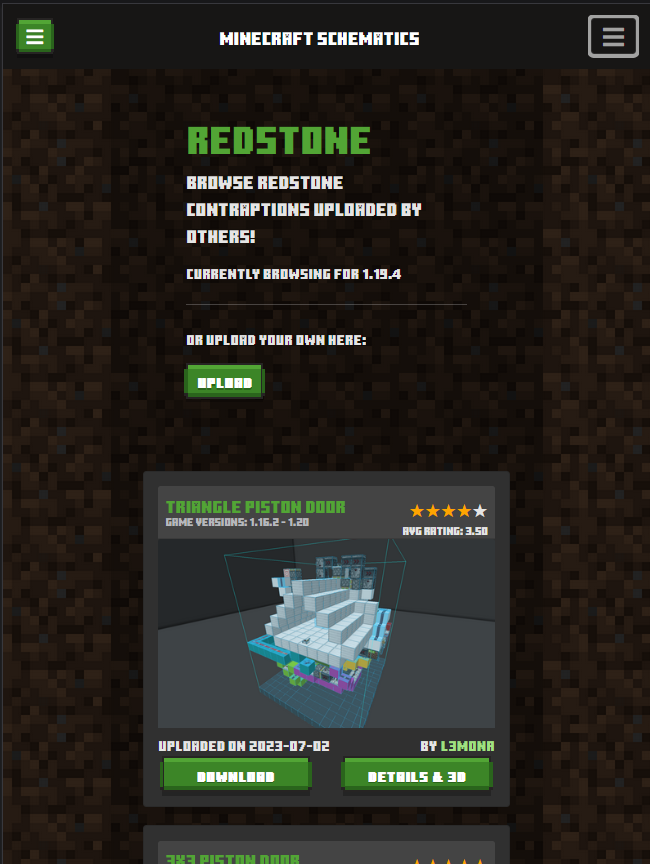 MINECRAFT SCHEMATICS
REDSTONE
BROWSE REDSTONE
CONTRAPTIONS UPLOADED BY
OTHERS!
CURRENTLY BROWSING FOR 1.19.4
OR UPLOAD YOUR OWN HERE:
UPLOAD
TRIANGLE PISTON DOOR
GAME VERSIONS: 1.16.2 - 1.20
AVG RATING: 3.50
UPLOADED ON 2023-07-02
BY L3MONA
DOWNLOAD
DETAILS & 3D
3X3 PISTON DOOR